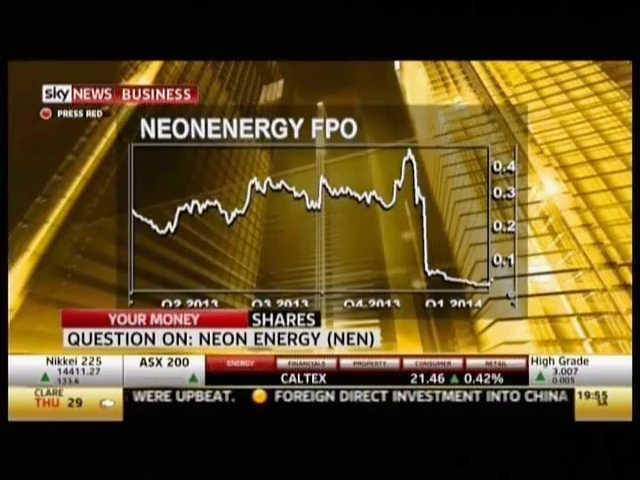 sky NEWS BUSINESS
PRESS RED
NEONENERGY FPO
0.4
0.3
0.2
0.1
Q2 2013 Q3 2013 Q4 2013 Q1 2014
YOUR MONEY SHARES
QUESTION ON: NEON ENERGY (NEN)
Nikkei 225 ASX 200 ENERGY FINANCIALS PROPERTY CONSUMER RETAIL High Grade
14411.27 CALTEX 21.46 0.42% 3.007
133.6 0.005
CLARE WERE UPBEAT. FOREIGN DIRECT INVESTMENT INTO CHINA 19:55
THU 29 SA